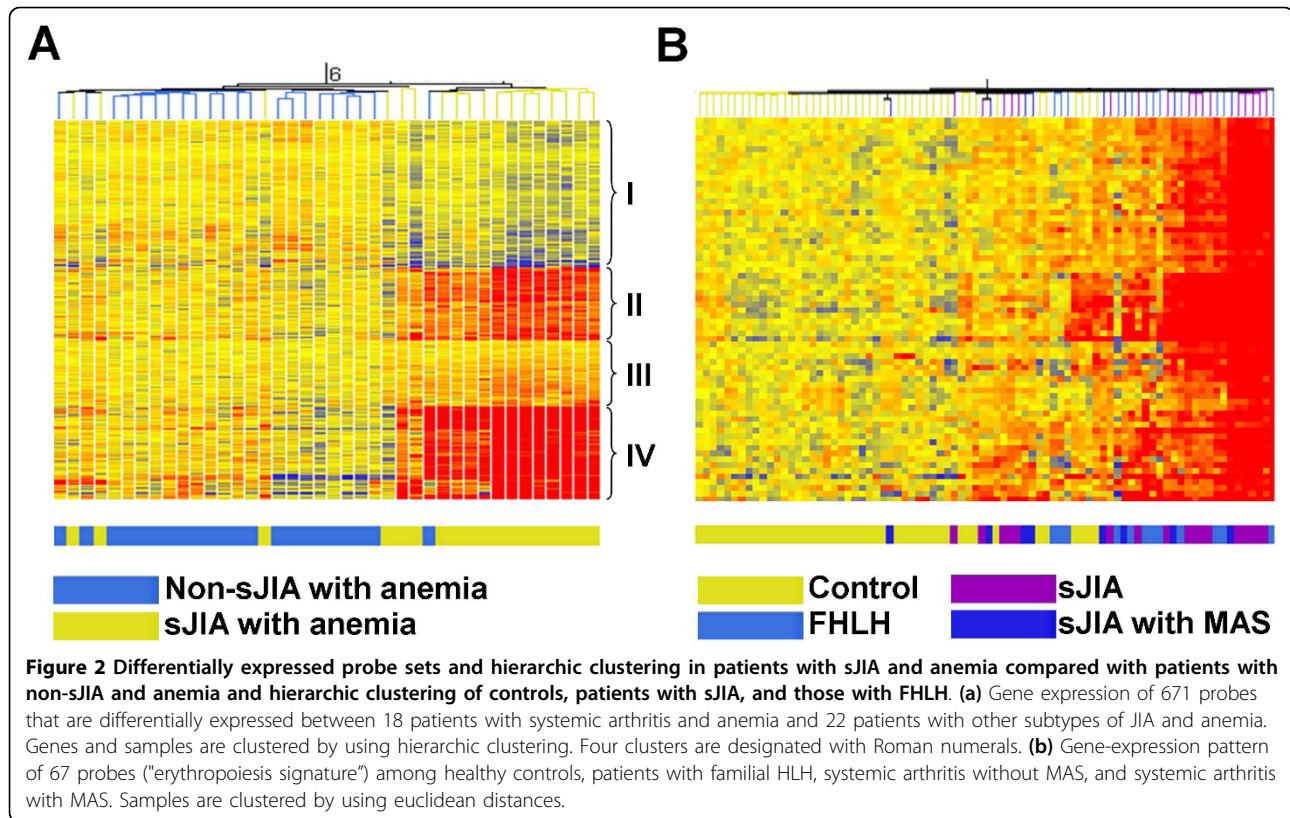 A
B
|6
I
II
III
IV
Non-sJIA with anemia
sJIA with anemia
Control
sJIA
FHLH
sJIA with MAS
Figure 2 Differentially expressed probe sets and hierarchic clustering in patients with sJIA and anemia compared with patients with
non-sJIA and anemia and hierarchic clustering of controls, patients with sJIA, and those with FHLH. (a) Gene expression of 671 probes
that are differentially expressed between 18 patients with systemic arthritis and anemia and 22 patients with other subtypes of JIA and anemia.
Genes and samples are clustered by using hierarchic clustering. Four clusters are designated with Roman numerals. (b) Gene-expression pattern
of 67 probes ("erythropoiesis signature") among healthy controls, patients with familial HLH, systemic arthritis without MAS, and systemic arthritis
with MAS. Samples are clustered by using euclidean distances.